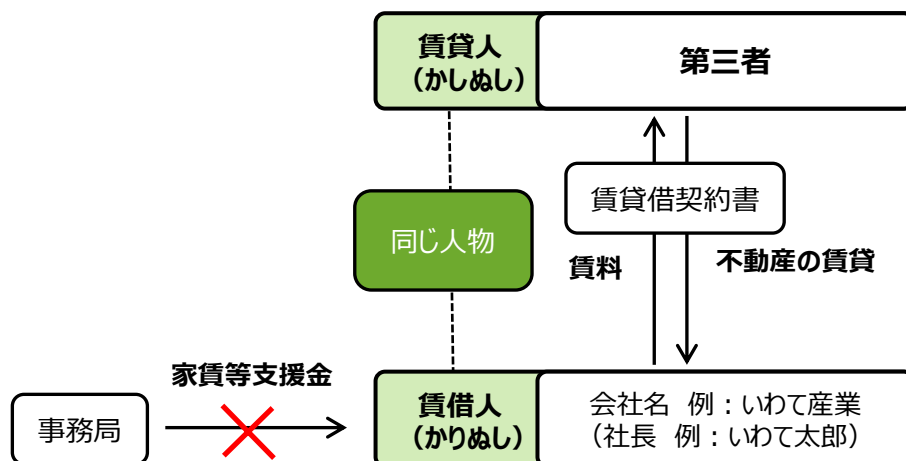 賃貸人
（かしぬし）
第三者
賃貸借契約書
同じ人物
賃料
不動産の賃貸
家賃等支援金
事務局
賃借人
（かりぬし）
会社名 例：いわて産業
（社長 例：いわて太郎）